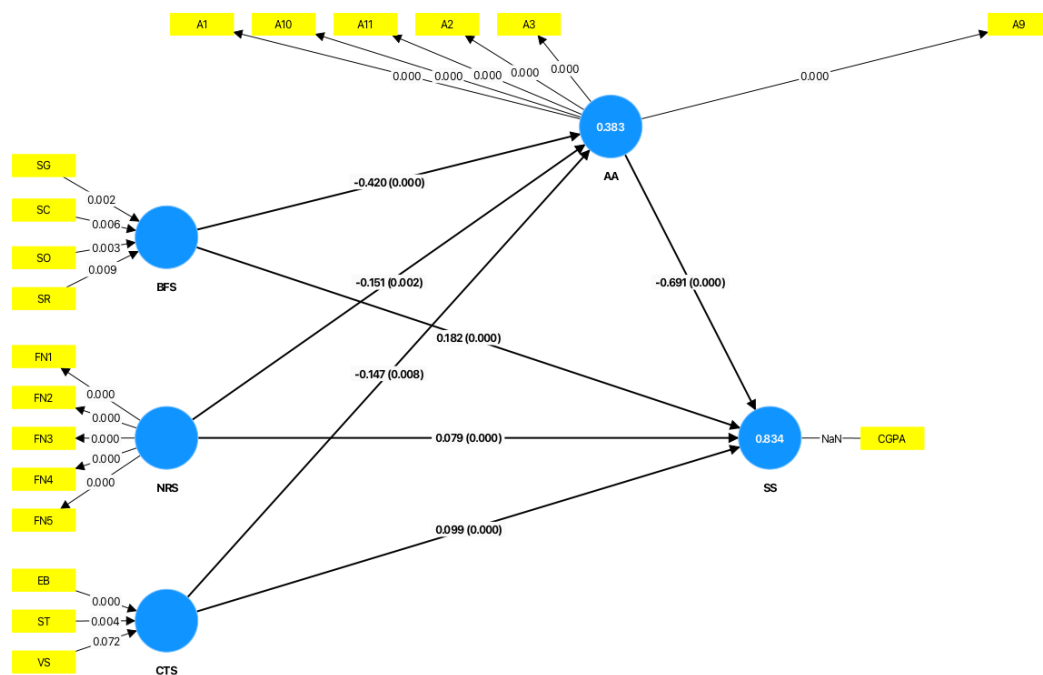 A1
A10
A11
A2
A3
A9
0.000
0.000
0.000
0.000
0.000
0.000
0.383
AA
SG
SC
SO
SR
0.002
0.006
0.003
0.009
BFS
-0.420 (0.000)
-0.151 (0.002)
-0.691 (0.000)
0.182 (0.000)
-0.147 (0.008)
FN1
FN2
FN3
FN4
FN5
0.000
0.000
0.000
0.000
0.000
NRS
0.079 (0.000)
0.834
NaN
CGPA
SS
0.099 (0.000)
EB
ST
VS
0.000
0.004
0.072
CTS